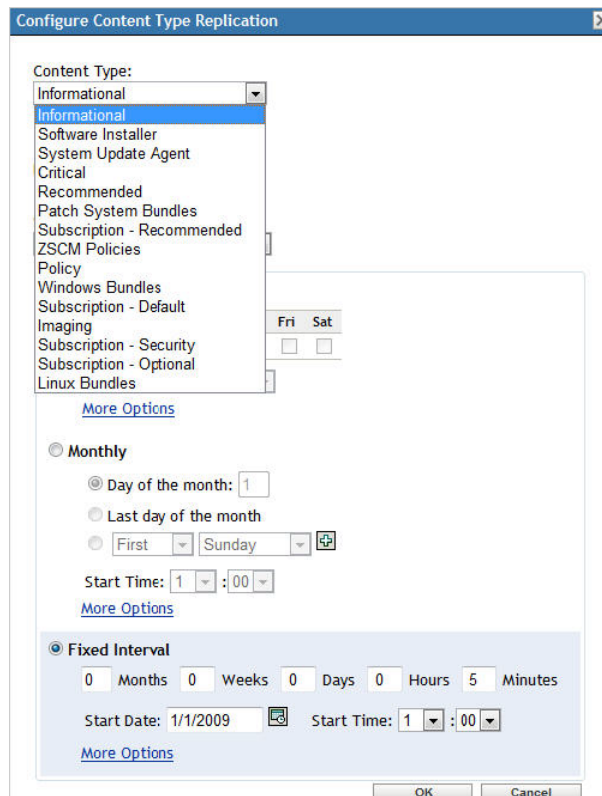 Configure Content Type Replication
Content Type:
Informational
Informational
Software Installer
System Update Agent
Critical
Recommended
Patch System Bundles
Subscription - Recommended
ZSCM Policies
Policy
Windows Bundles
Subscription - Default
Imaging
Subscription - Security
Subscription - Optional
Linux Bundles
Fri Sat
More Options
Monthly
Day of the month: 1
Last day of the month
First Sunday
Start Time: 1 : 00
More Options
Fixed Interval
0 Months 0 Weeks 0 Days 0 Hours 5 Minutes
Start Date: 1/1/2009 Start Time: 1 : 00
More Options
OK Cancel